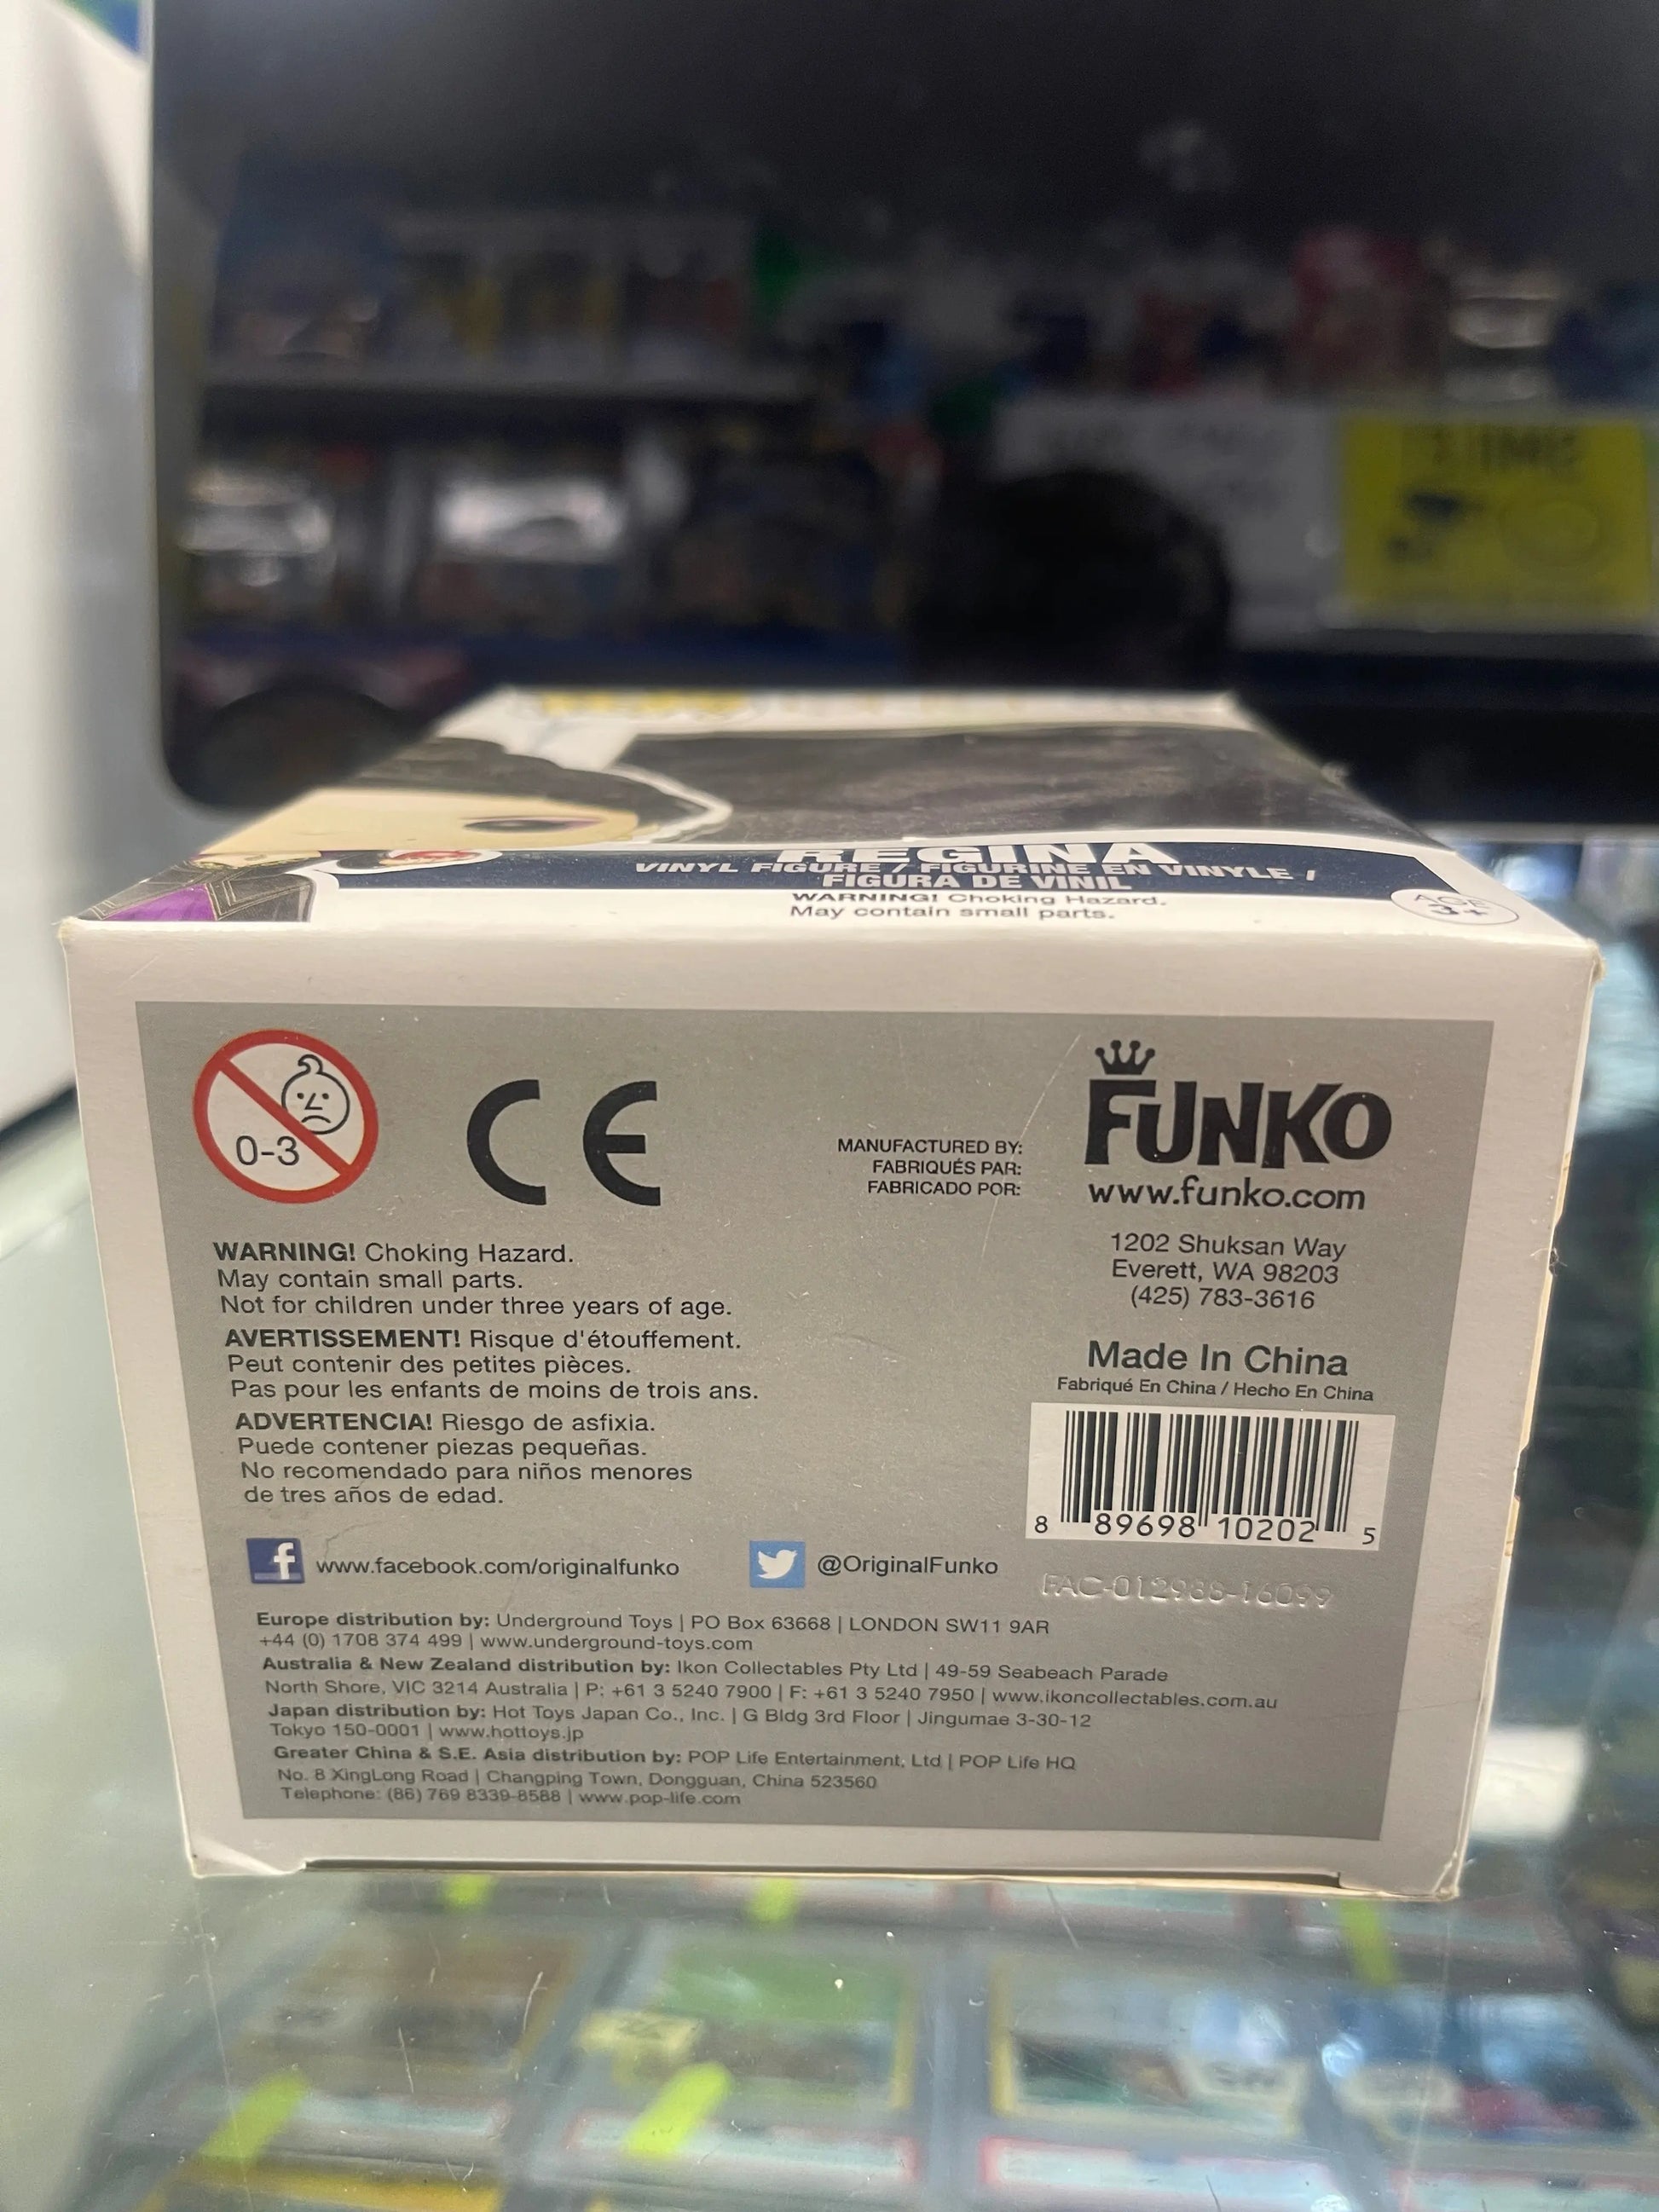 REGINA
VINYL FIGURE / FIGURINE EN VINYLE /
FIGURA DE VINIL
WARNING! Choking Hazard.
May contain small parts.
AGE
3+
0-3
CE
MANUFACTURED BY:
FABRIQUÉS PAR:
FABRICADO POR:
FUNKO
www.funko.com
1202 Shuksan Way
Everett, WA 98203
(425) 783-3616
Made In China
Fabriqué En China / Hecho En China
8 89698 10202 5
FAC-012988-16099
WARNING! Choking Hazard.
May contain small parts.
Not for children under three years of age.
AVERTISSEMENT! Risque d'étouffement.
Peut contenir des petites pièces.
Pas pour les enfants de moins de trois ans.
ADVERTENCIA! Riesgo de asfixia.
Puede contener piezas pequeñas.
No recomendado para niños menores
de tres años de edad.
f www.facebook.com/originalfunko
@OriginalFunko
Europe distribution by: Underground Toys | PO Box 63668 | LONDON SW11 9AR
+44 (0) 1708 374 499 | www.underground-toys.com
Australia & New Zealand distribution by: Ikon Collectables Pty Ltd | 49-59 Seabeach Parade
North Shore, VIC 3214 Australia | P: +61 3 5240 7900 | F: +61 3 5240 7950 | www.ikoncollectables.com.au
Japan distribution by: Hot Toys Japan Co., Inc. | G Bldg 3rd Floor | Jingumae 3-30-12
Tokyo 150-0001 | www.hottoys.jp
Greater China & S.E. Asia distribution by: POP Life Entertainment, Ltd | POP Life HQ
No. 8 XingLong Road | Changping Town, Dongguan, China 523560
Telephone: (86) 769 8339-8588 | www.pop-life.com